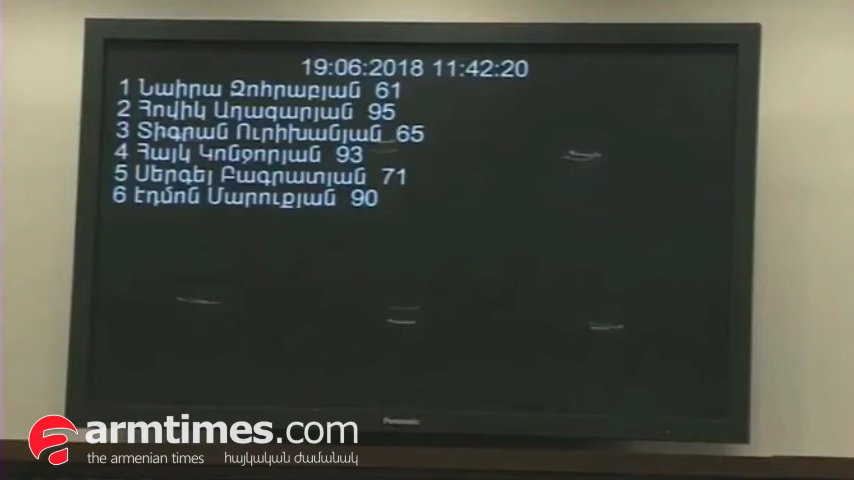 19:06:2018 11:42:20
1 Նաիրա Զոհրաբյան 61
2 Հովիկ Աղազարյան 95
3 Տիգրան Ուրիխանյան 65
4 Հայկ Կոնջորյան 93
5 Սերգեյ Բագրատյան 71
6 Էդմոն Մարուքյան 90
Panasonic
armtimes.com
the armenian times հայկական ժամանակ